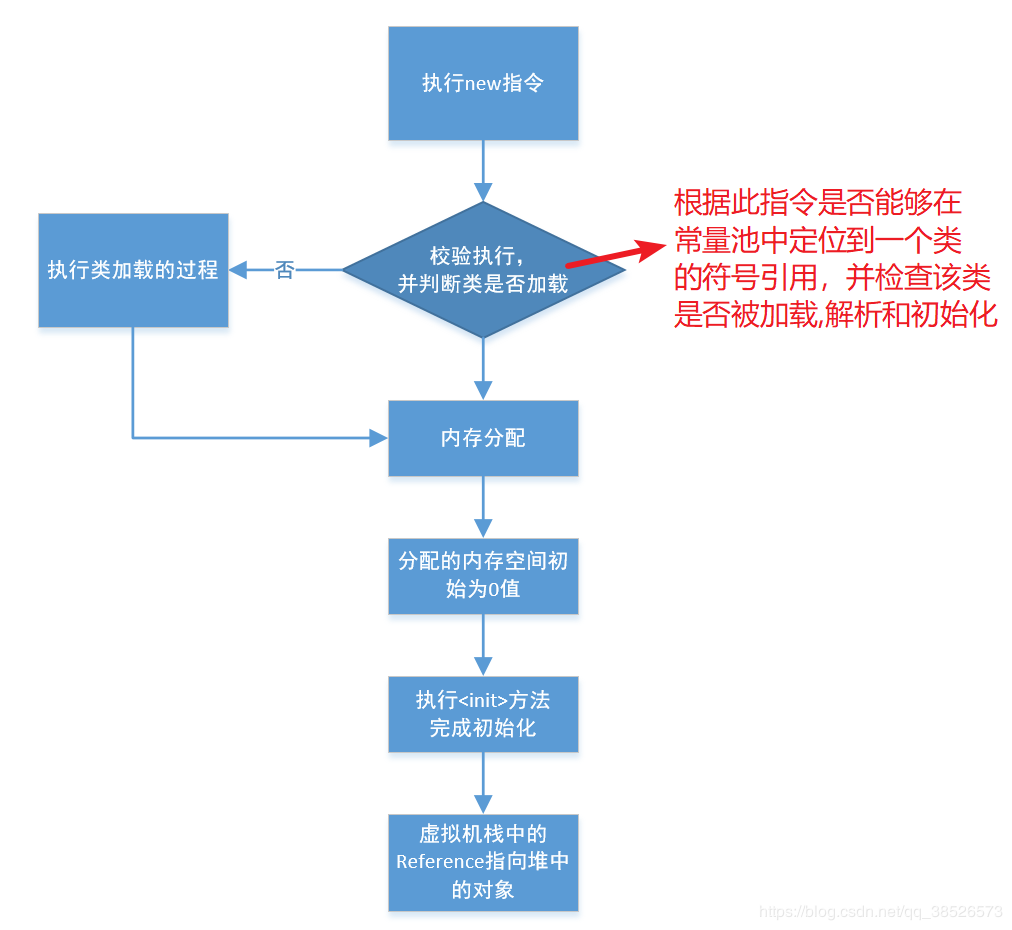 执行new指令
校验执行，
并判断类是否加载
根据此指令是否能够在
常量池中定位到一个类
的符号引用，并检查该类
是否被加载,解析和初始化
否
执行类加载的过程
内存分配
分配的内存空间初
始为0值
执行<init>方法
完成初始化
虚拟机栈中的
Reference指向堆中
的对象
https://blog.csdn.net/qq_38526573